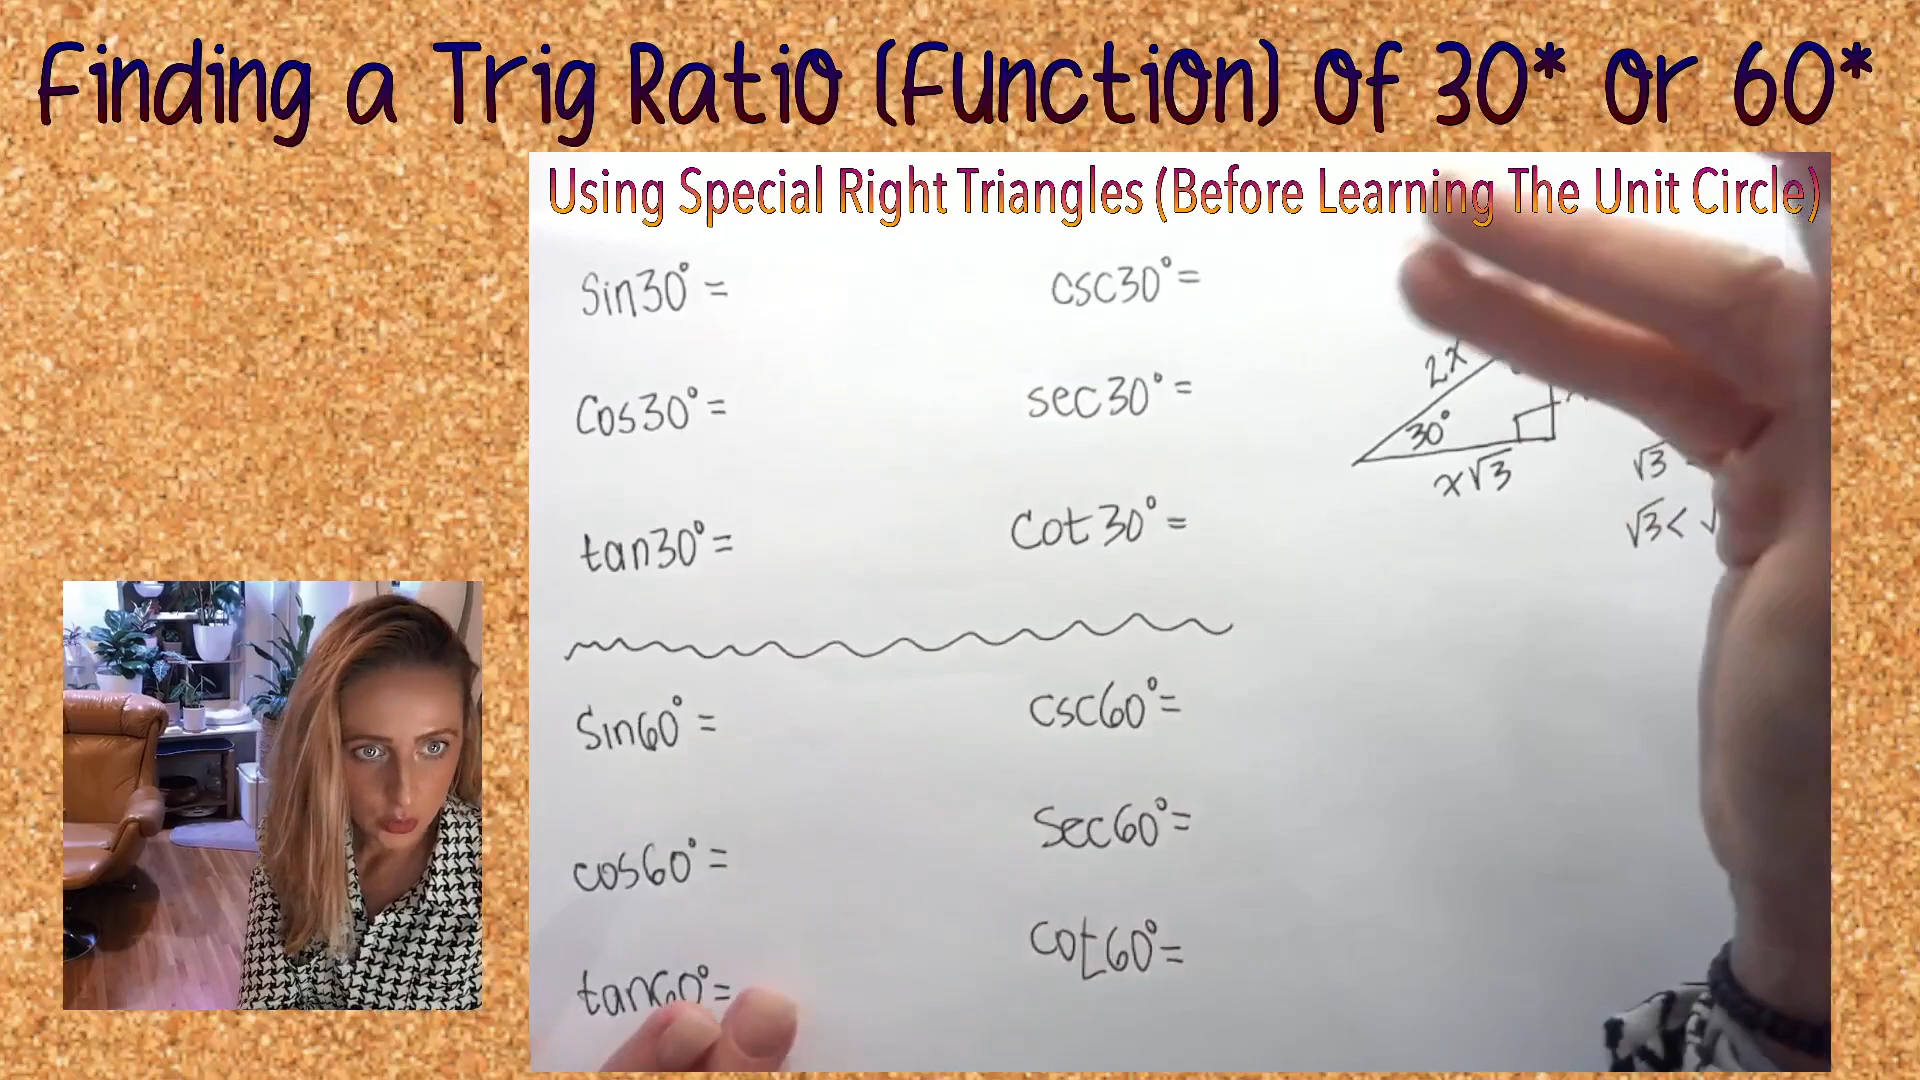 Finding a Trig Ratio (Function) of 30* or 60*
Using Special Right Triangles (Before Learning The Unit Circle)
Sin30°=
csc30°=
Cos30°=
sec30°=
tan30°=
Cot30°=
2x
30°
x√3
√3
√3<
Sin60°=
csc60°=
cos60°=
Sec60°=
tan60°=
cot60°=